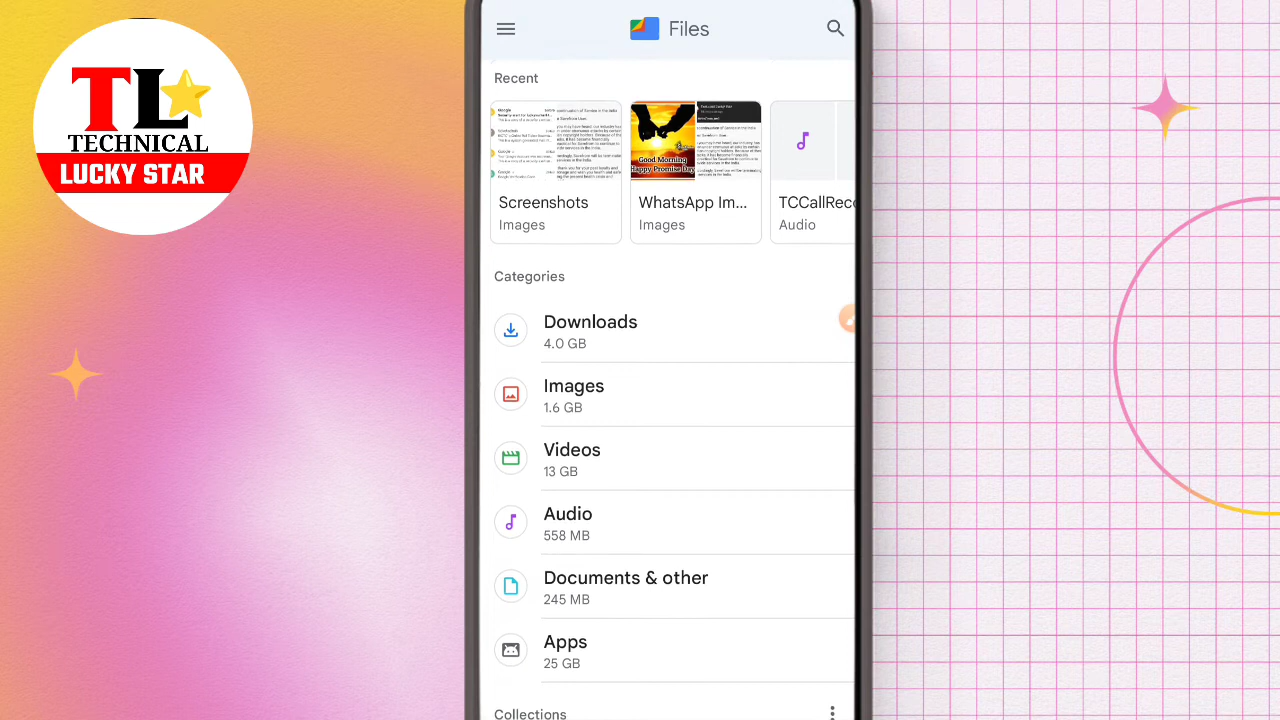 TL
TECHNICAL
LUCKY STAR
Files
Recent
Good Morning
Happy Promise Day
Screenshots
Images
WhatsApp Im...
Images
TCCallReco
Audio
Categories
Downloads
4.0 GB
Images
1.6 GB
Videos
13 GB
Audio
558 MB
Documents & other
245 MB
Apps
25 GB
Collections